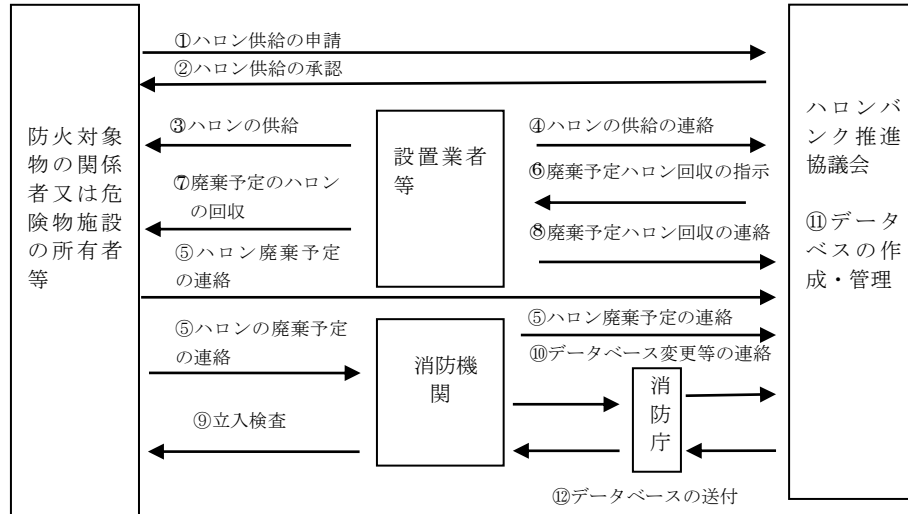 ①ハロン供給の申請
②ハロン供給の承認
防火対象
物の関係
者又は危
険物施設
の所有者
等
③ハロンの供給
⑦廃棄予定のハロン
の回収
⑤ハロン廃棄予定
の連絡
⑤ハロンの廃棄予定
の連絡
⑨立入検査
設置業者
等
消防機
関
④ハロンの供給の連絡
⑥廃棄予定ハロン回収の指示
⑧廃棄予定ハロン回収の連絡
⑤ハロン廃棄予定の連絡
⑩データベース変更等の連絡
消
防
庁
⑫データベースの送付
ハロンバ
ンク推進
協議会
⑪データ
ベスの作
成・管理